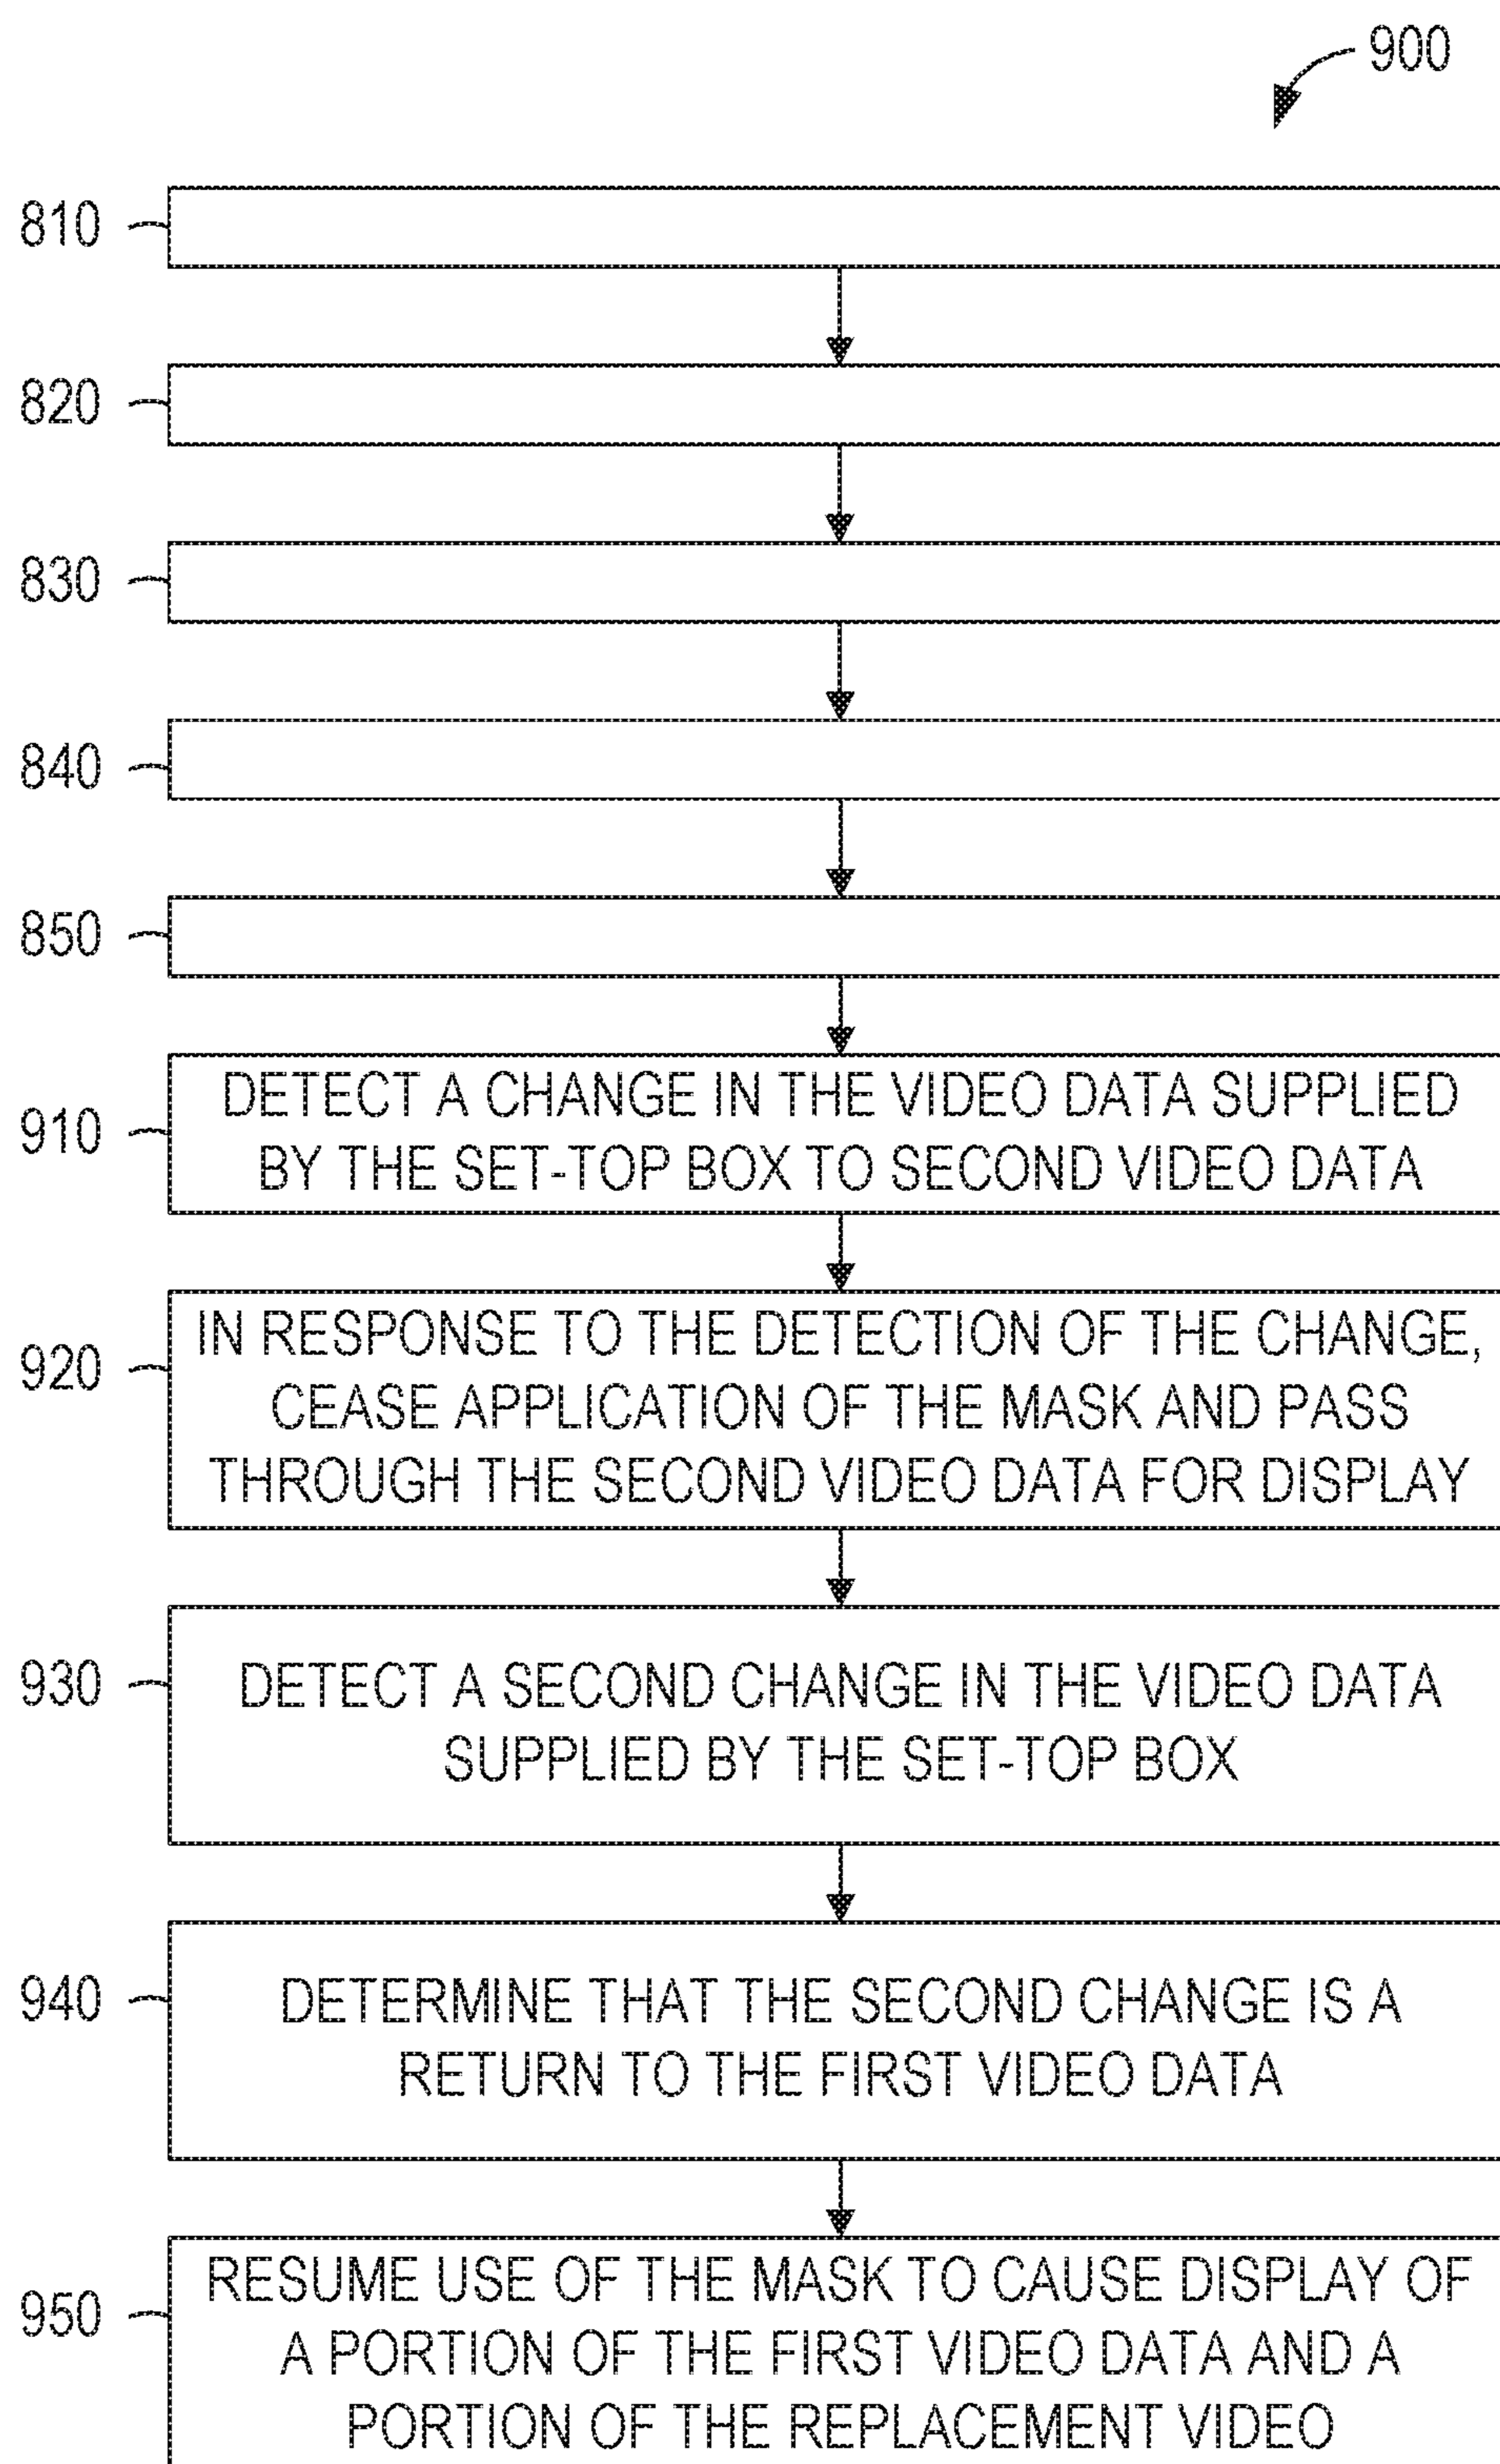 900
810
820
830
840
850
910
DETECT A CHANGE IN THE VIDEO DATA SUPPLIED
BY THE SET-TOP BOX TO SECOND VIDEO DATA
920
IN RESPONSE TO THE DETECTION OF THE CHANGE,
CEASE APPLICATION OF THE MASK AND PASS
THROUGH THE SECOND VIDEO DATA FOR DISPLAY
930
DETECT A SECOND CHANGE IN THE VIDEO DATA
SUPPLIED BY THE SET-TOP BOX
940
DETERMINE THAT THE SECOND CHANGE IS A
RETURN TO THE FIRST VIDEO DATA
950
RESUME USE OF THE MASK TO CAUSE DISPLAY OF
A PORTION OF THE FIRST VIDEO DATA AND A
PORTION OF THE REPLACEMENT VIDEO